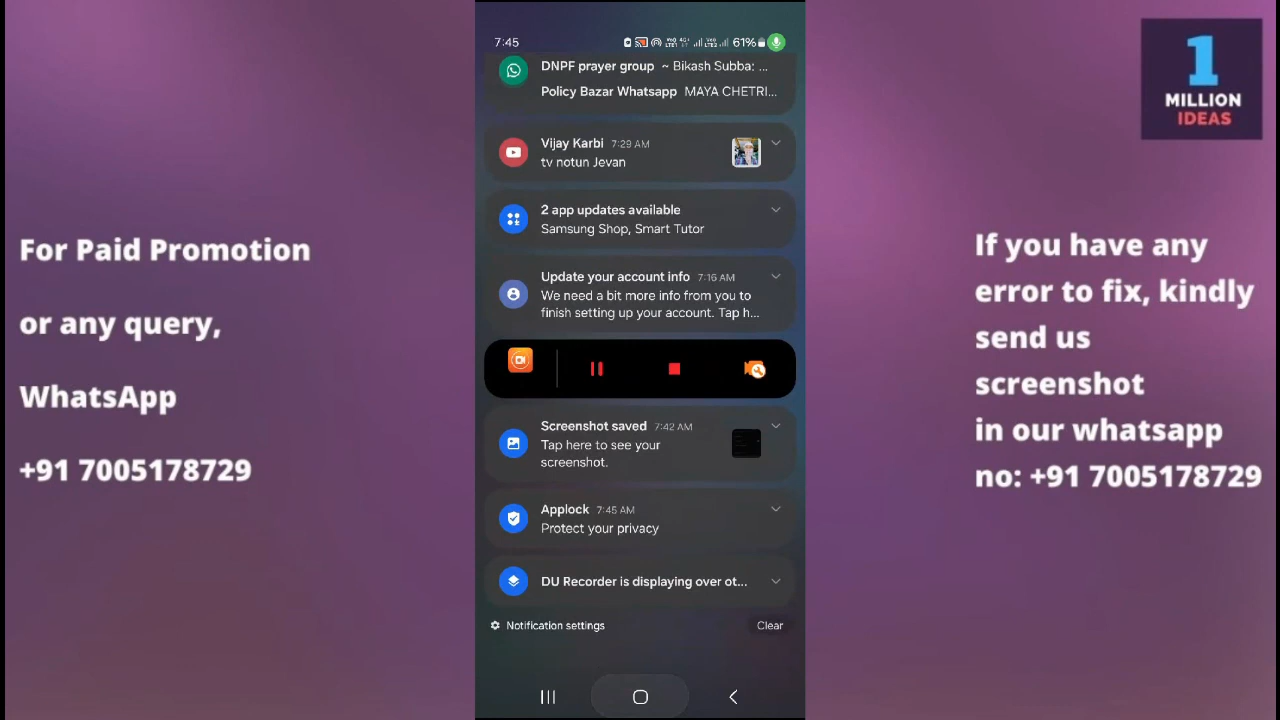 7:45
61%
DNPF prayer group ~ Bikash Subba: ...
Policy Bazar Whatsapp MAYA CHETRI...
Vijay Karbi 7:29 AM
tv notun Jevan
2 app updates available
Samsung Shop, Smart Tutor
Update your account info 7:16 AM
We need a bit more info from you to
finish setting up your account. Tap h...
Screenshot saved 7:42 AM
Tap here to see your
screenshot.
Applock 7:45 AM
Protect your privacy
DU Recorder is displaying over ot...
Notification settings
Clear
For Paid Promotion
or any query,
WhatsApp
+91 7005178729
1
MILLION
IDEAS
If you have any
error to fix, kindly
send us
screenshot
in our whatsapp
no: +91 7005178729